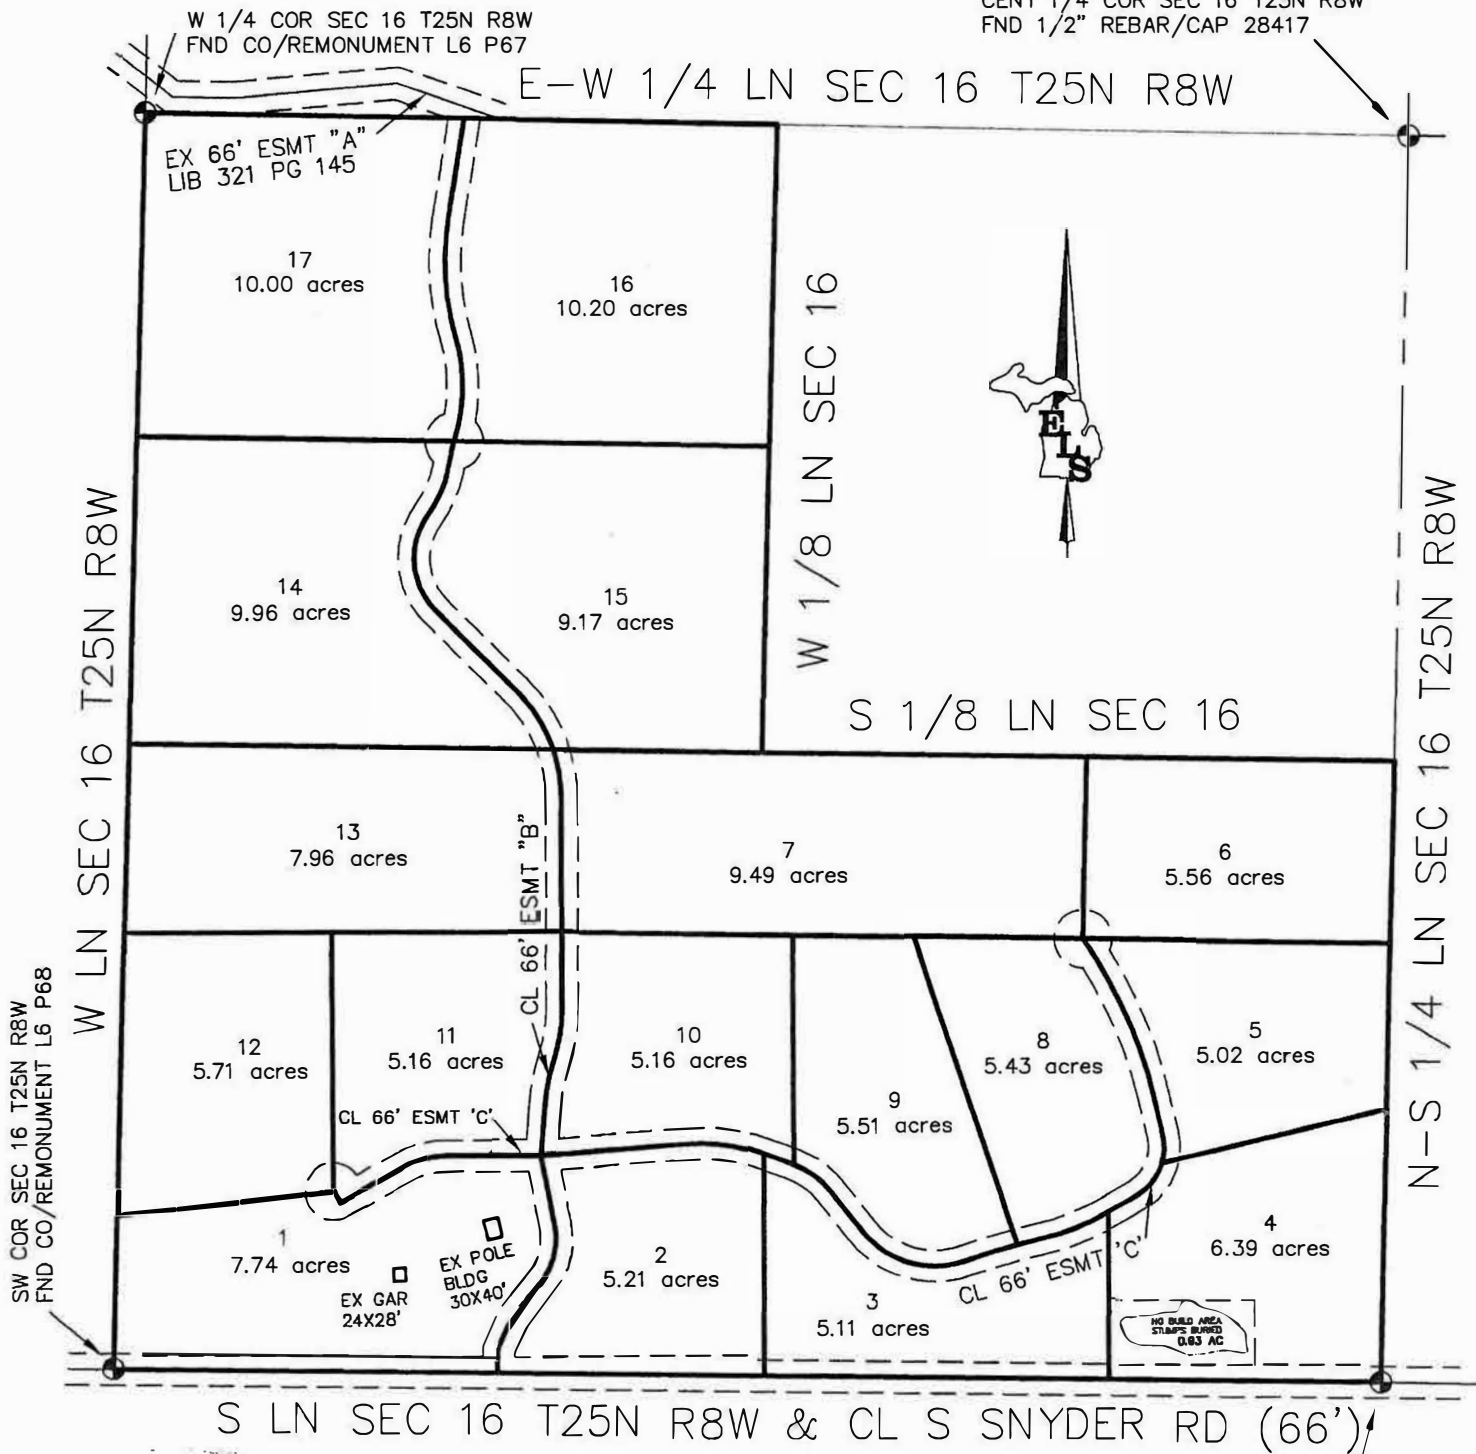 W 1/4 COR SEC 16 T25N R8W
FND CO/REMONUMENT L6 P67
CENT 1/4 COR SEC 16 T25N R8W
FND 1/2" REBAR/CAP 28417
E-W 1/4 LN SEC 16 T25N R8W
EX 66' ESMT "A"
LIB 321 PG 145
17
10.00 acres
16
10.20 acres
W 1/8 LN SEC 16
ELS
W LN SEC 16 T25N R8W
14
9.96 acres
15
9.17 acres
S 1/8 LN SEC 16
N-S 1/4 LN SEC 16 T25N R8W
13
7.96 acres
CL 66' ESMT "B"
7
9.49 acres
6
5.56 acres
12
5.71 acres
11
5.16 acres
10
5.16 acres
9
5.51 acres
8
5.43 acres
5
5.02 acres
CL 66' ESMT 'C'
SW COR SEC 16 T25N R8W
FND CO/REMONUMENT L6 P68
1
7.74 acres
EX GAR
24X28'
EX POLE
BLDG
30X40'
2
5.21 acres
3
5.11 acres
CL 66' ESMT 'C'
4
6.39 acres
NO BUILD AREA
STUMPS BURIED
0.83 AC
S LN SEC 16 T25N R8W & CL S SNYDER RD (66')